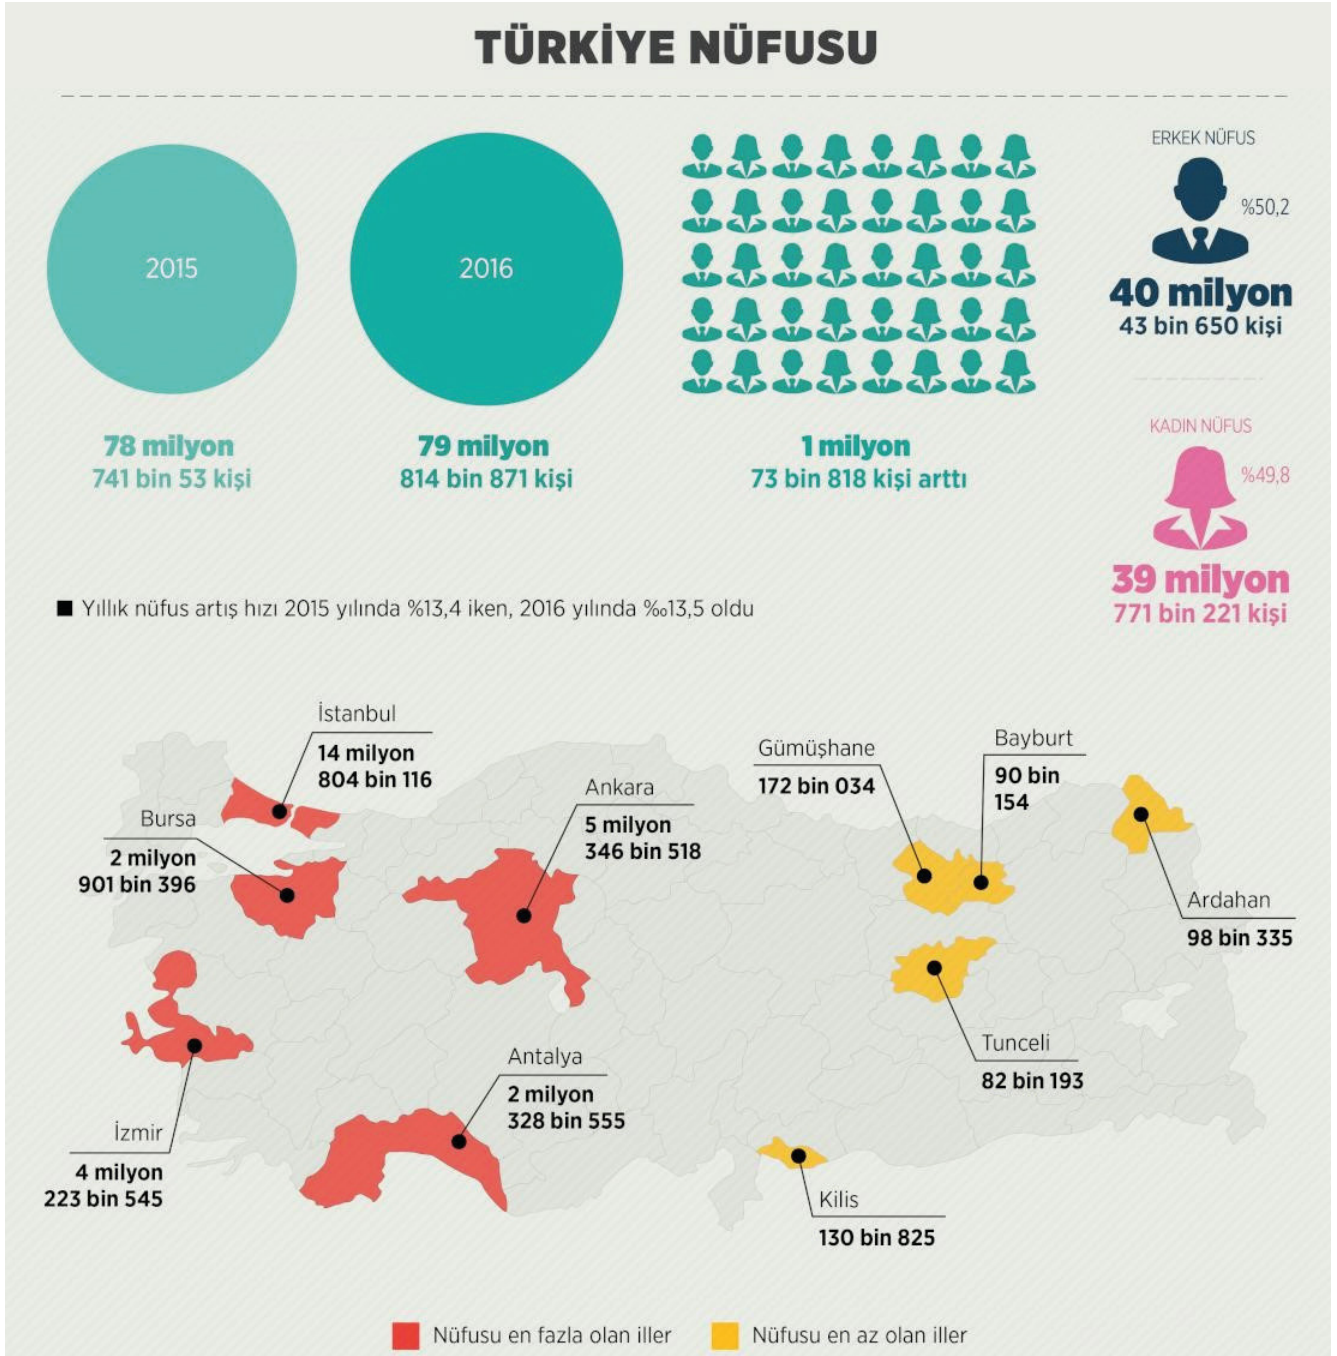 TÜRKİYE NÜFUSU
2015
2016
78 milyon
741 bin 53 kişi
79 milyon
814 bin 871 kişi
1 milyon
73 bin 818 kişi arttı
ERKEK NÜFUS
%50,2
40 milyon
43 bin 650 kişi
KADIN NÜFUS
%49,8
39 milyon
771 bin 221 kişi
Yıllık nüfus artış hızı 2015 yılında %13,4 iken, 2016 yılında ‰13,5 oldu
İstanbul
14 milyon
804 bin 116
Bursa
2 milyon
901 bin 396
Ankara
5 milyon
346 bin 518
Gümüşhane
172 bin 034
Bayburt
90 bin
154
Ardahan
98 bin 335
Tunceli
82 bin 193
Antalya
2 milyon
328 bin 555
İzmir
4 milyon
223 bin 545
Kilis
130 bin 825
Nüfusu en fazla olan iller
Nüfusu en az olan iller